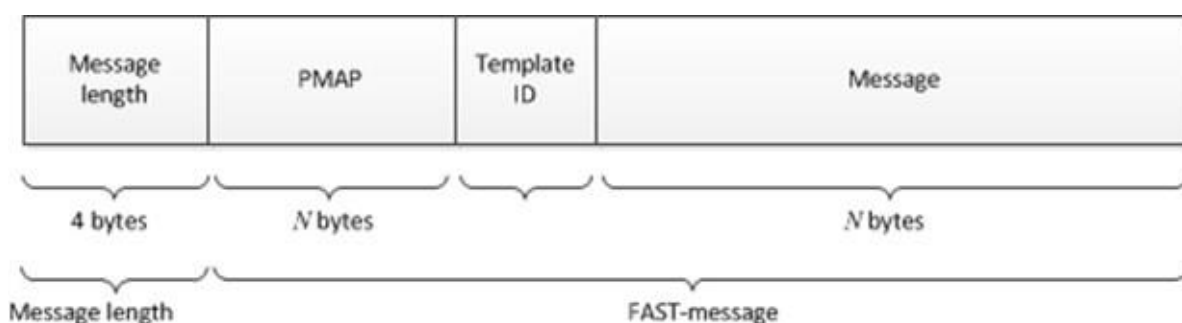 Message
length
PMAP
Template
ID
Message
4 bytes
N bytes
N bytes
Message length
FAST-message